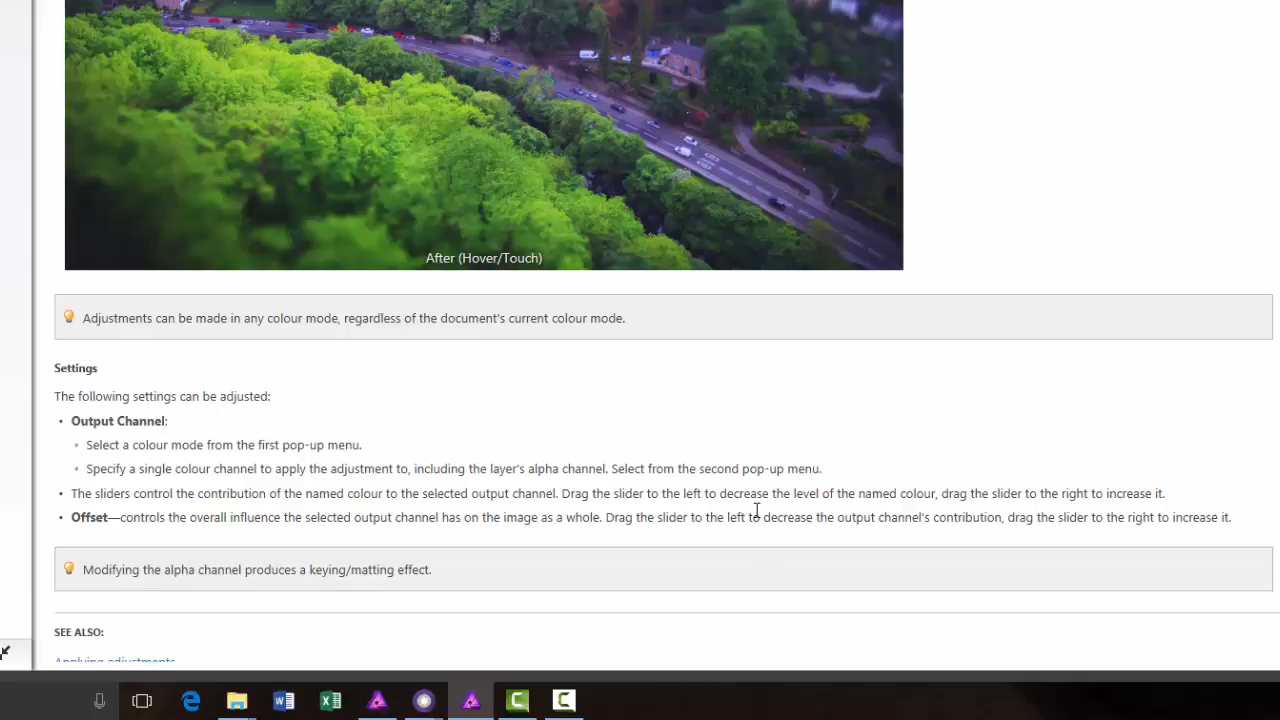 After (Hover/Touch)
Adjustments can be made in any colour mode, regardless of the document's current colour mode.
Settings
The following settings can be adjusted:
• Output Channel:
Select a colour mode from the first pop-up menu.
Specify a single colour channel to apply the adjustment to, including the layer's alpha channel. Select from the second pop-up menu.
• The sliders control the contribution of the named colour to the selected output channel. Drag the slider to the left to decrease the level of the named colour, drag the slider to the right to increase it.
• Offset—controls the overall influence the selected output channel has on the image as a whole. Drag the slider to the left to decrease the output channel's contribution, drag the slider to the right to increase it.
Modifying the alpha channel produces a keying/matting effect.
SEE ALSO:
Applying adjustments